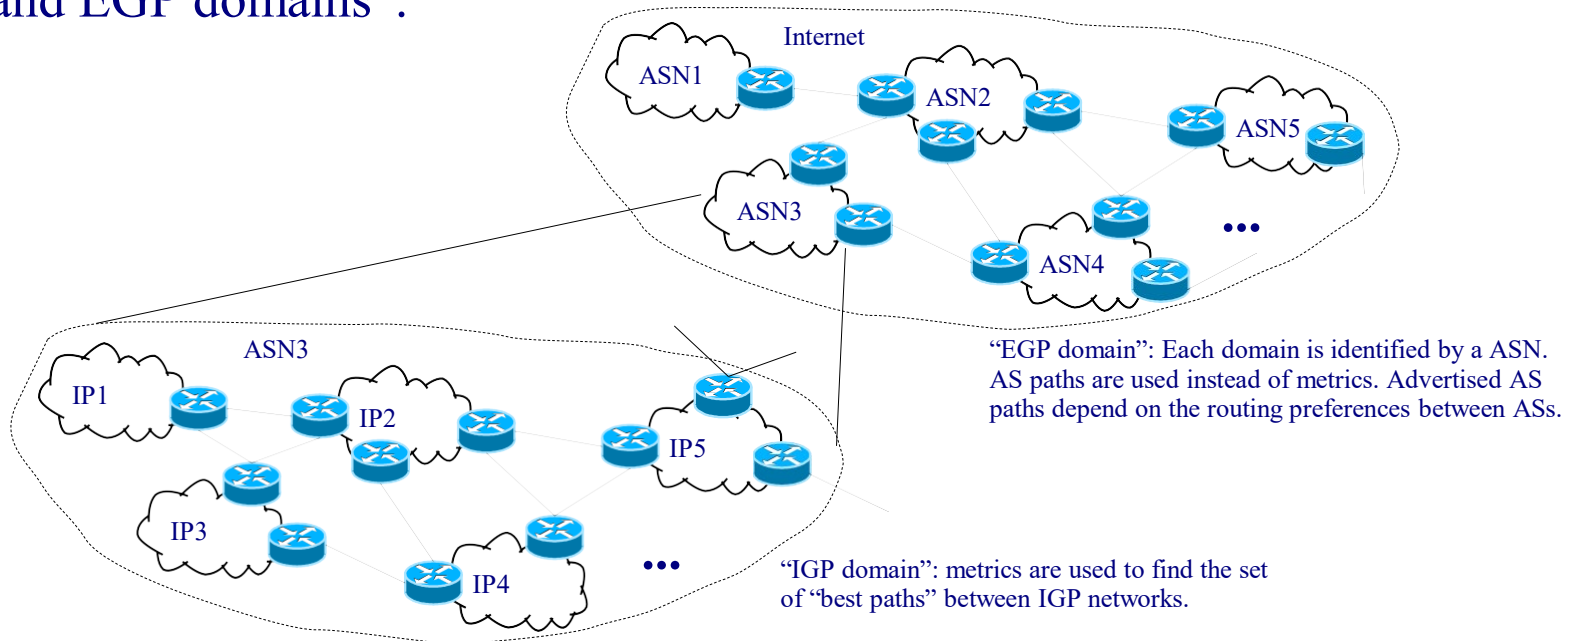 and EGP domains”.
Internet
ASN1
ASN2
ASN5
ASN3
ASN4
•••
ASN3
IP1
IP2
IP5
IP3
IP4
•••
“EGP domain”: Each domain is identified by a ASN.
AS paths are used instead of metrics. Advertised AS
paths depend on the routing preferences between ASs.
“IGP domain”: metrics are used to find the set
of “best paths” between IGP networks.